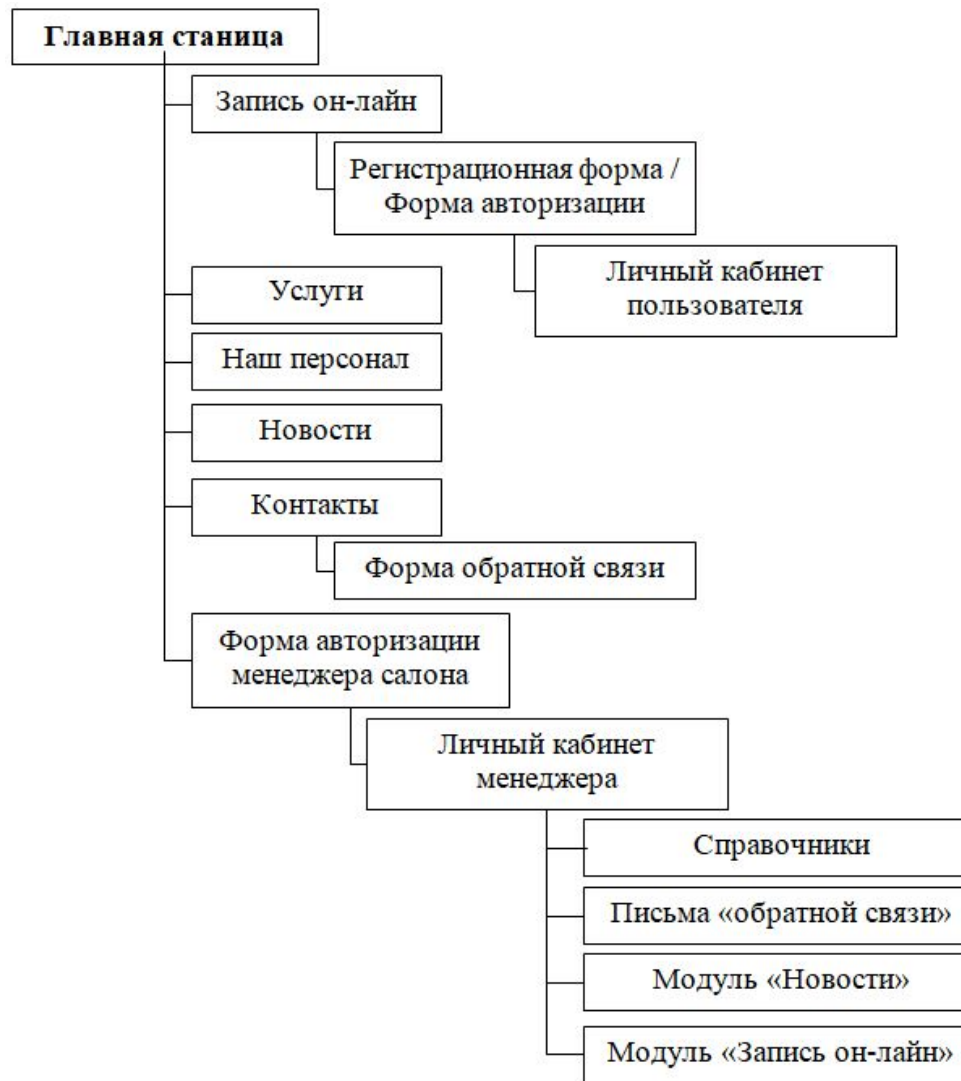 Главная станица
Запись он-лайн
Регистрационная форма /
Форма авторизации
Личный кабинет
пользователя
Услуги
Наш персонал
Новости
Контакты
Форма обратной связи
Форма авторизации
менеджера салона
Личный кабинет
менеджера
Справочники
Письма «обратной связи»
Модуль «Новости»
Модуль «Запись он-лайн»